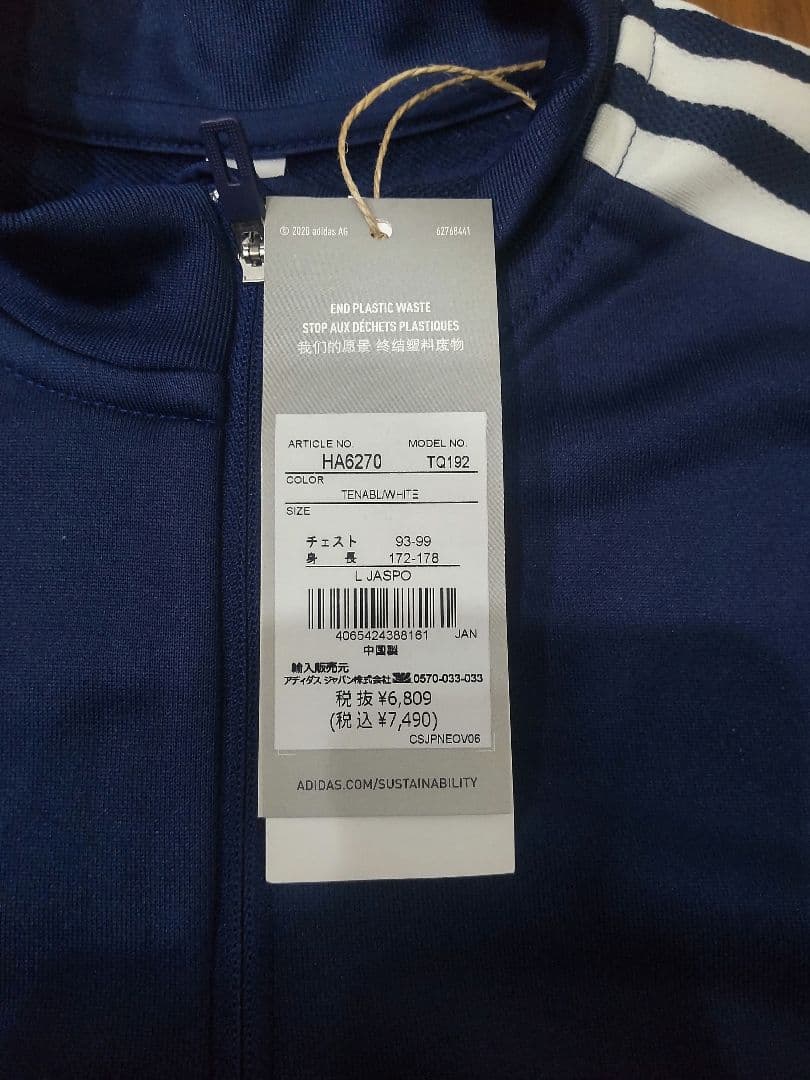 © 2020 adidas AG 62768441
END PLASTIC WASTE
STOP AUX DÉCHETS PLASTIQUES
我们的愿景 终结塑料废物
ARTICLE NO. MODEL NO.
HA6270 TQ192
COLOR
TENABL/WHITE
SIZE
チェスト 93-99
身 長 172-178
L JASPO
4065424388161 JAN
中国製
輸入販売元
アディダス ジャパン株式会社 0570-033-033
税抜 ¥6,809
(税込 ¥7,490)
CSJPNEOV06
ADIDAS.COM/SUSTAINABILITY